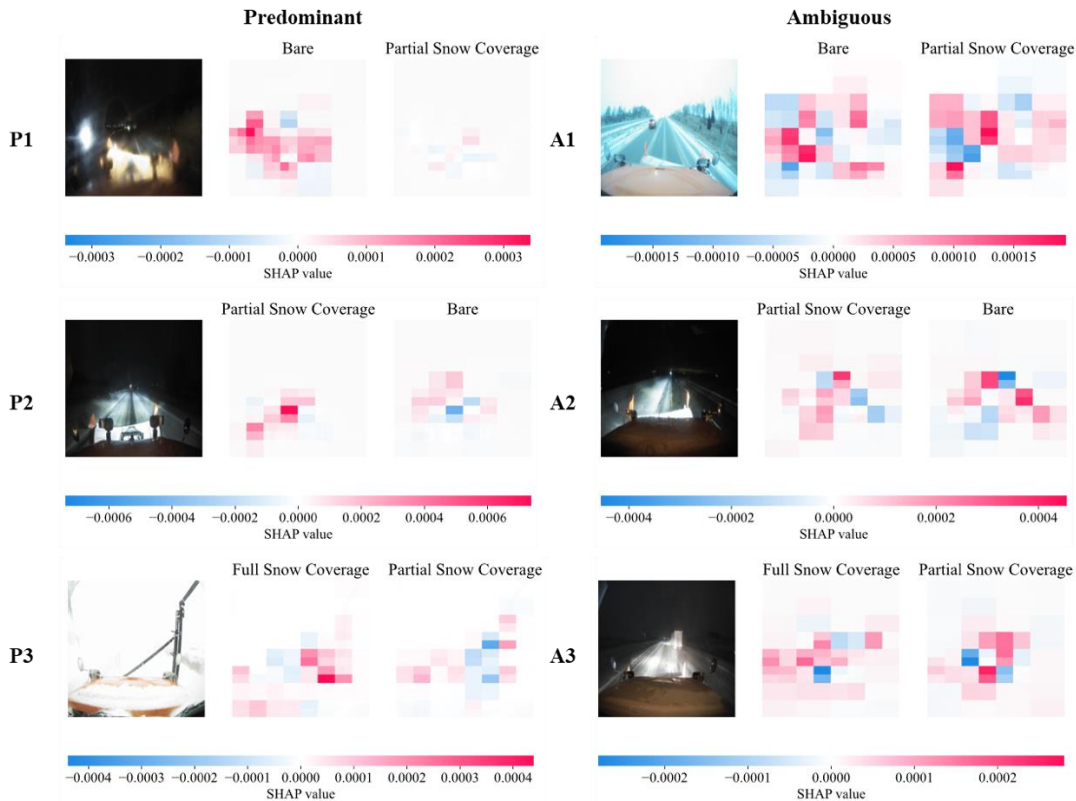 Predominant
Ambiguous
Bare
Partial Snow Coverage
Bare
Partial Snow Coverage
P1
A1
−0.0003 −0.0002 −0.0001 0.0000 0.0001 0.0002 0.0003
SHAP value
−0.00015 −0.00010 −0.00005 0.00000 0.00005 0.00010 0.00015
SHAP value
Partial Snow Coverage
Bare
Partial Snow Coverage
Bare
P2
A2
−0.0006 −0.0004 −0.0002 0.0000 0.0002 0.0004 0.0006
SHAP value
−0.0004 −0.0002 0.0000 0.0002 0.0004
SHAP value
Full Snow Coverage
Partial Snow Coverage
Full Snow Coverage
Partial Snow Coverage
P3
A3
−0.0004 −0.0003 −0.0002 −0.0001 0.0000 0.0001 0.0002 0.0003 0.0004
SHAP value
−0.0002 −0.0001 0.0000 0.0001 0.0002
SHAP value